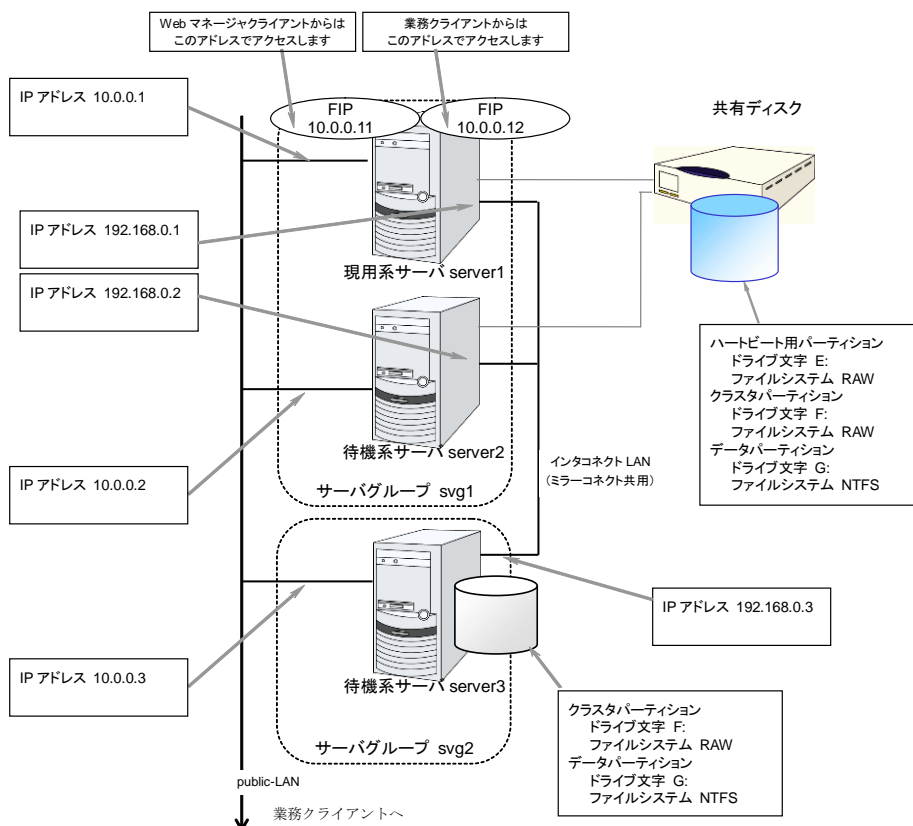 Web マネージャクライアントからは
このアドレスでアクセスします
業務クライアントからは
このアドレスでアクセスします
IP アドレス 10.0.0.1
FIP
10.0.0.11
FIP
10.0.0.12
共有ディスク
IP アドレス 192.168.0.1
現用系サーバ server1
IP アドレス 192.168.0.2
ハートビート用パーティション
ドライブ文字 E:
ファイルシステム RAW
クラスタパーティション
ドライブ文字 F:
ファイルシステム RAW
データパーティション
ドライブ文字 G:
ファイルシステム NTFS
待機系サーバ server2
インタコネクト LAN
(ミラーコネクト共用)
IP アドレス 10.0.0.2
サーバグループ svg1
IP アドレス 192.168.0.3
IP アドレス 10.0.0.3
待機系サーバ server3
クラスタパーティション
ドライブ文字 F:
ファイルシステム RAW
データパーティション
ドライブ文字 G:
ファイルシステム NTFS
サーバグループ svg2
public-LAN
業務クライアントへ